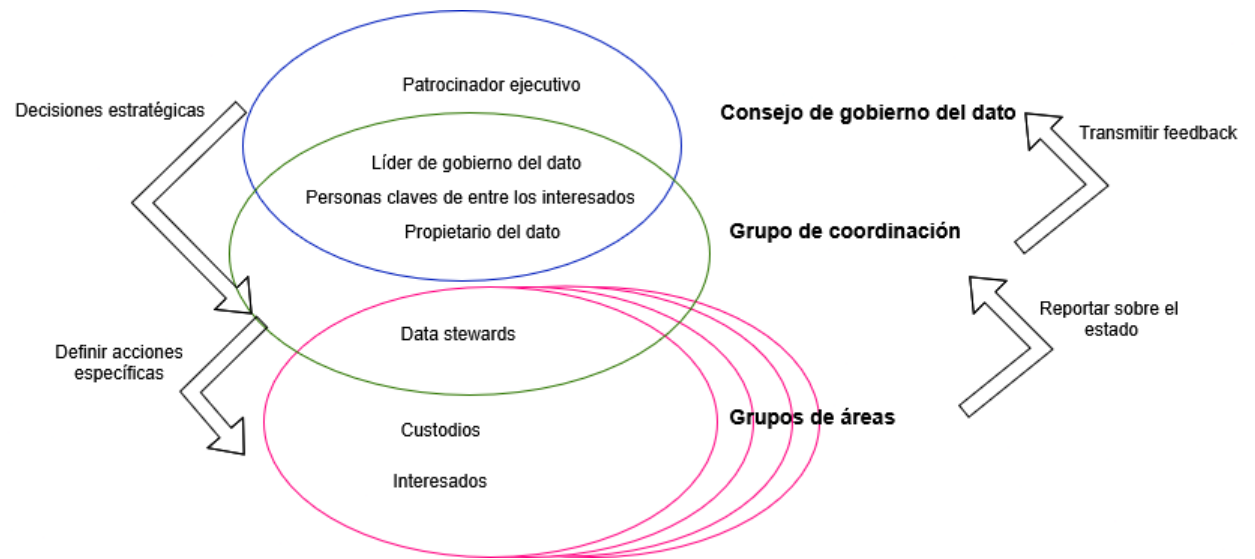 Patrocinador ejecutivo
Decisiones estratégicas
Consejo de gobierno del dato
Transmitir feedback
Líder de gobierno del dato
Personas claves de entre los interesados
Propietario del dato
Grupo de coordinación
Reportar sobre el
estado
Data stewards
Definir acciones
específicas
Grupos de áreas
Custodios
Interesados